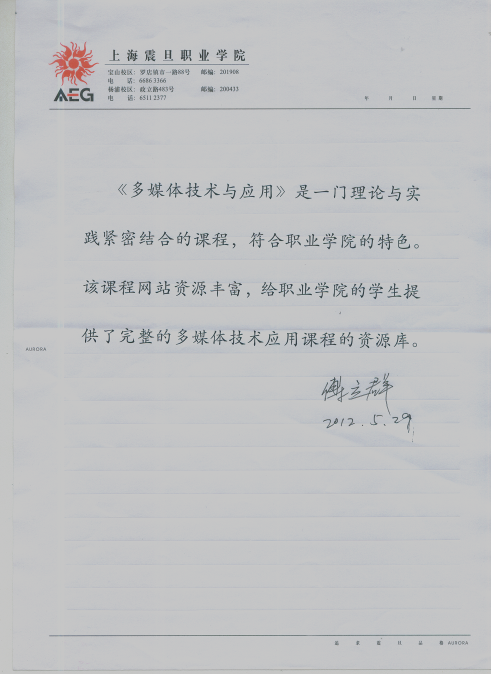 上海震旦职业学院
宝山校区：罗店镇市一路88号 邮编：201908
电 话：6686 3366
杨浦校区：政立路483号 邮编：200433
电 话：6511 2377
AEG
年 月 日 星期
《多媒体技术与应用》是一门理论与实
践紧密结合的课程，符合职业学院的特色。
该课程网站资源丰富，给职业学院的学生提
供了完整的多媒体技术应用课程的资源库。
AURORA
傅立群
2012.5.29
AURORA